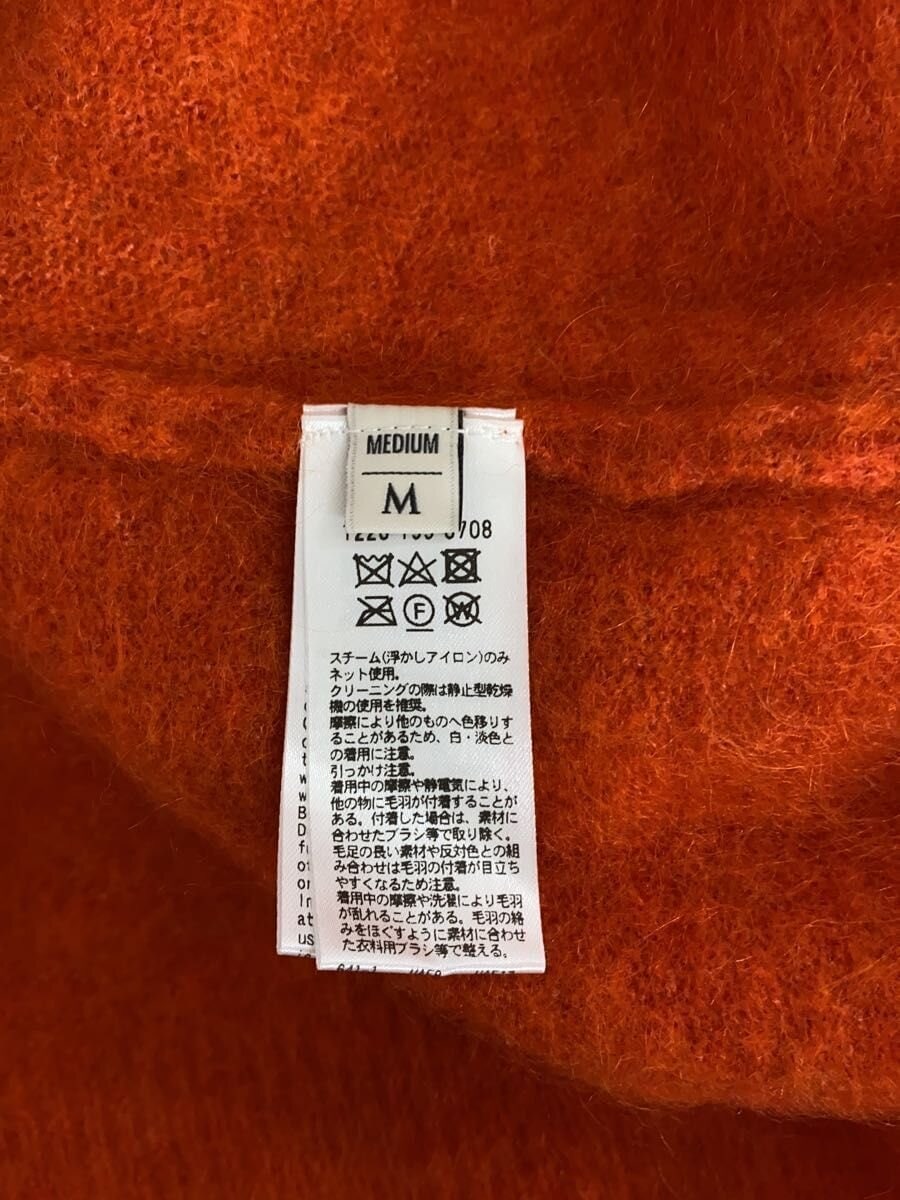 MEDIUM
M
708
F
W
スチーム(浮かしアイロン)のみ
ネット使用。
クリーニングの際は静止型乾燥
機の使用を推奨。
摩擦により他のものへ色移りす
ることがあるため、白・淡色と
の着用に注意。
引っかけ注意。
着用中の摩擦や静電気により、
他の物に毛羽が付着することが
ある。付着した場合は、素材に
合わせたブラシ等で取り除く。
毛足の長い素材や反対色との組
み合わせは毛羽の付着が目立ち
やすくなるため注意。
着用中の摩擦や洗濯により毛羽
が乱れることがある。毛羽の絡
みをほぐすように素材に合わせ
た衣料用ブラシ等で整える。